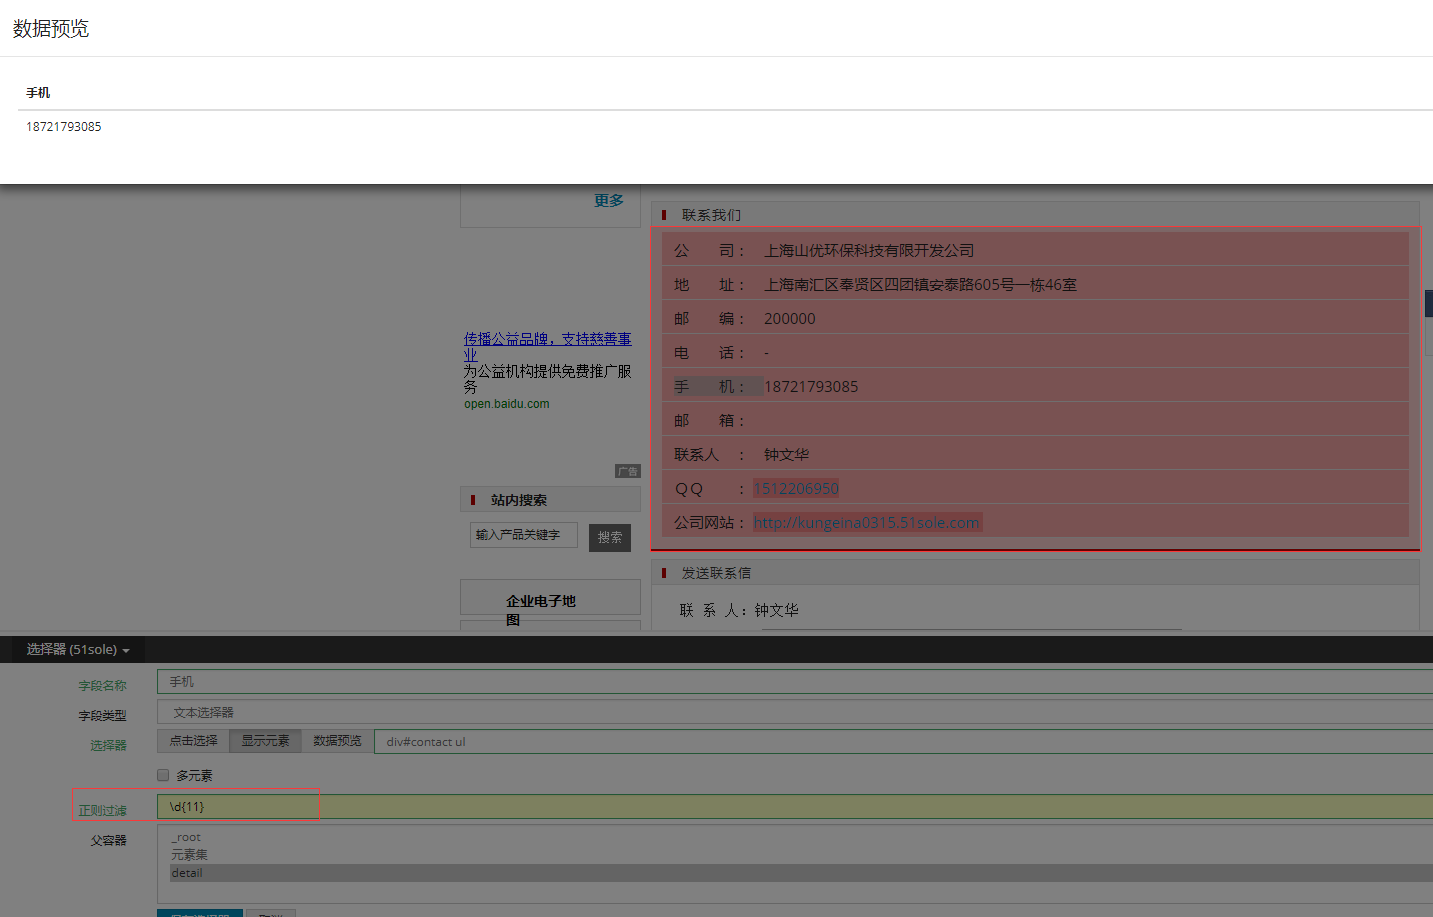 数据预览
手机
18721793085
更多
传播公益品牌，支持慈善事
业
为公益机构提供免费推广服
务
open.baidu.com
广告
站内搜索
输入产品关键字 搜索
企业电子地
图
联系我们
公 司： 上海山优环保科技有限开发公司
地 址： 上海南汇区奉贤区四团镇安泰路605号一栋46室
邮 编： 200000
电 话： -
手 机： 18721793085
邮 箱：
联系人 ： 钟文华
QQ ： 1512206950
公司网站： http://kungeina0315.51sole.com
发送联系信
联 系 人： 钟文华
选择器 (51sole)
字段名称 手机
字段类型 文本选择器
选择器 点击选择 显示元素 数据预览 div#contact ul
多元素
正则过滤 \d{11}
父容器 _root
元素集
detail